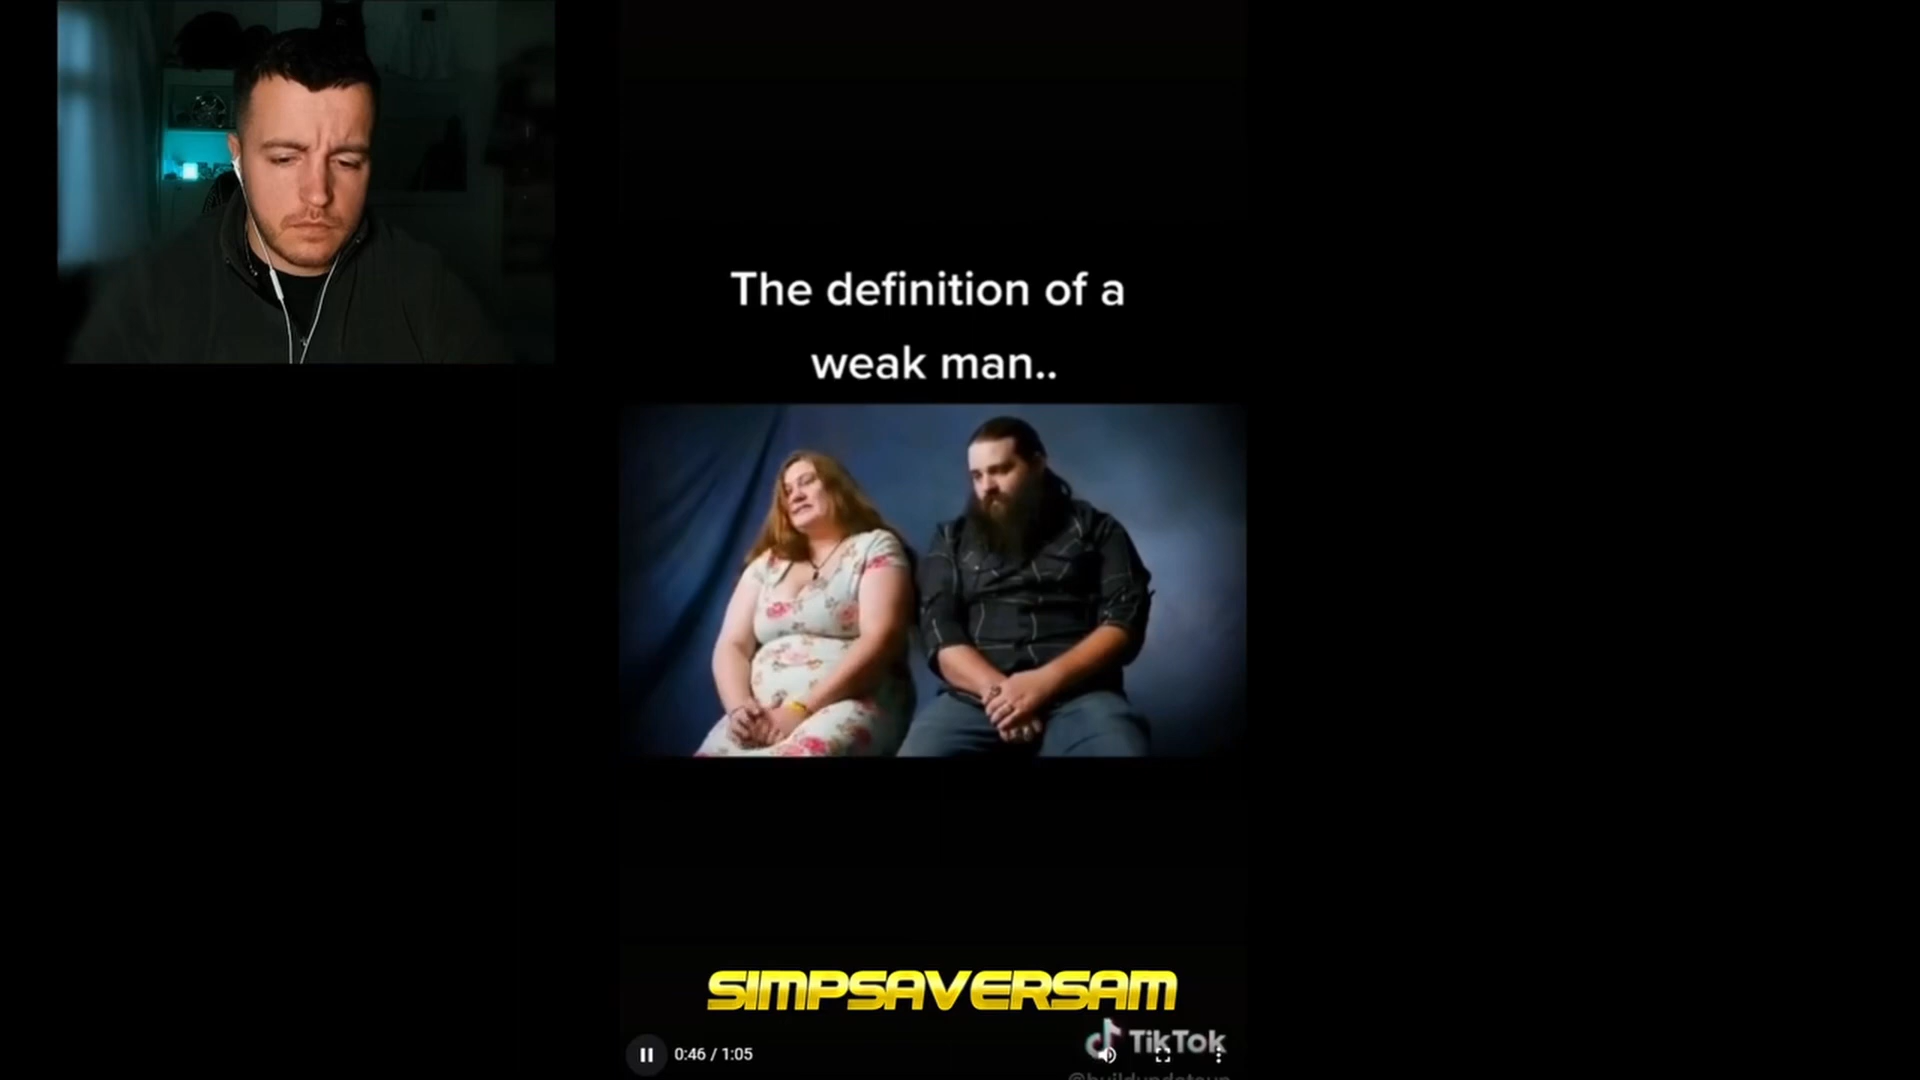 The definition of a
weak man..
SIMPSAVERSAM
TikTok
0:46 / 1:05